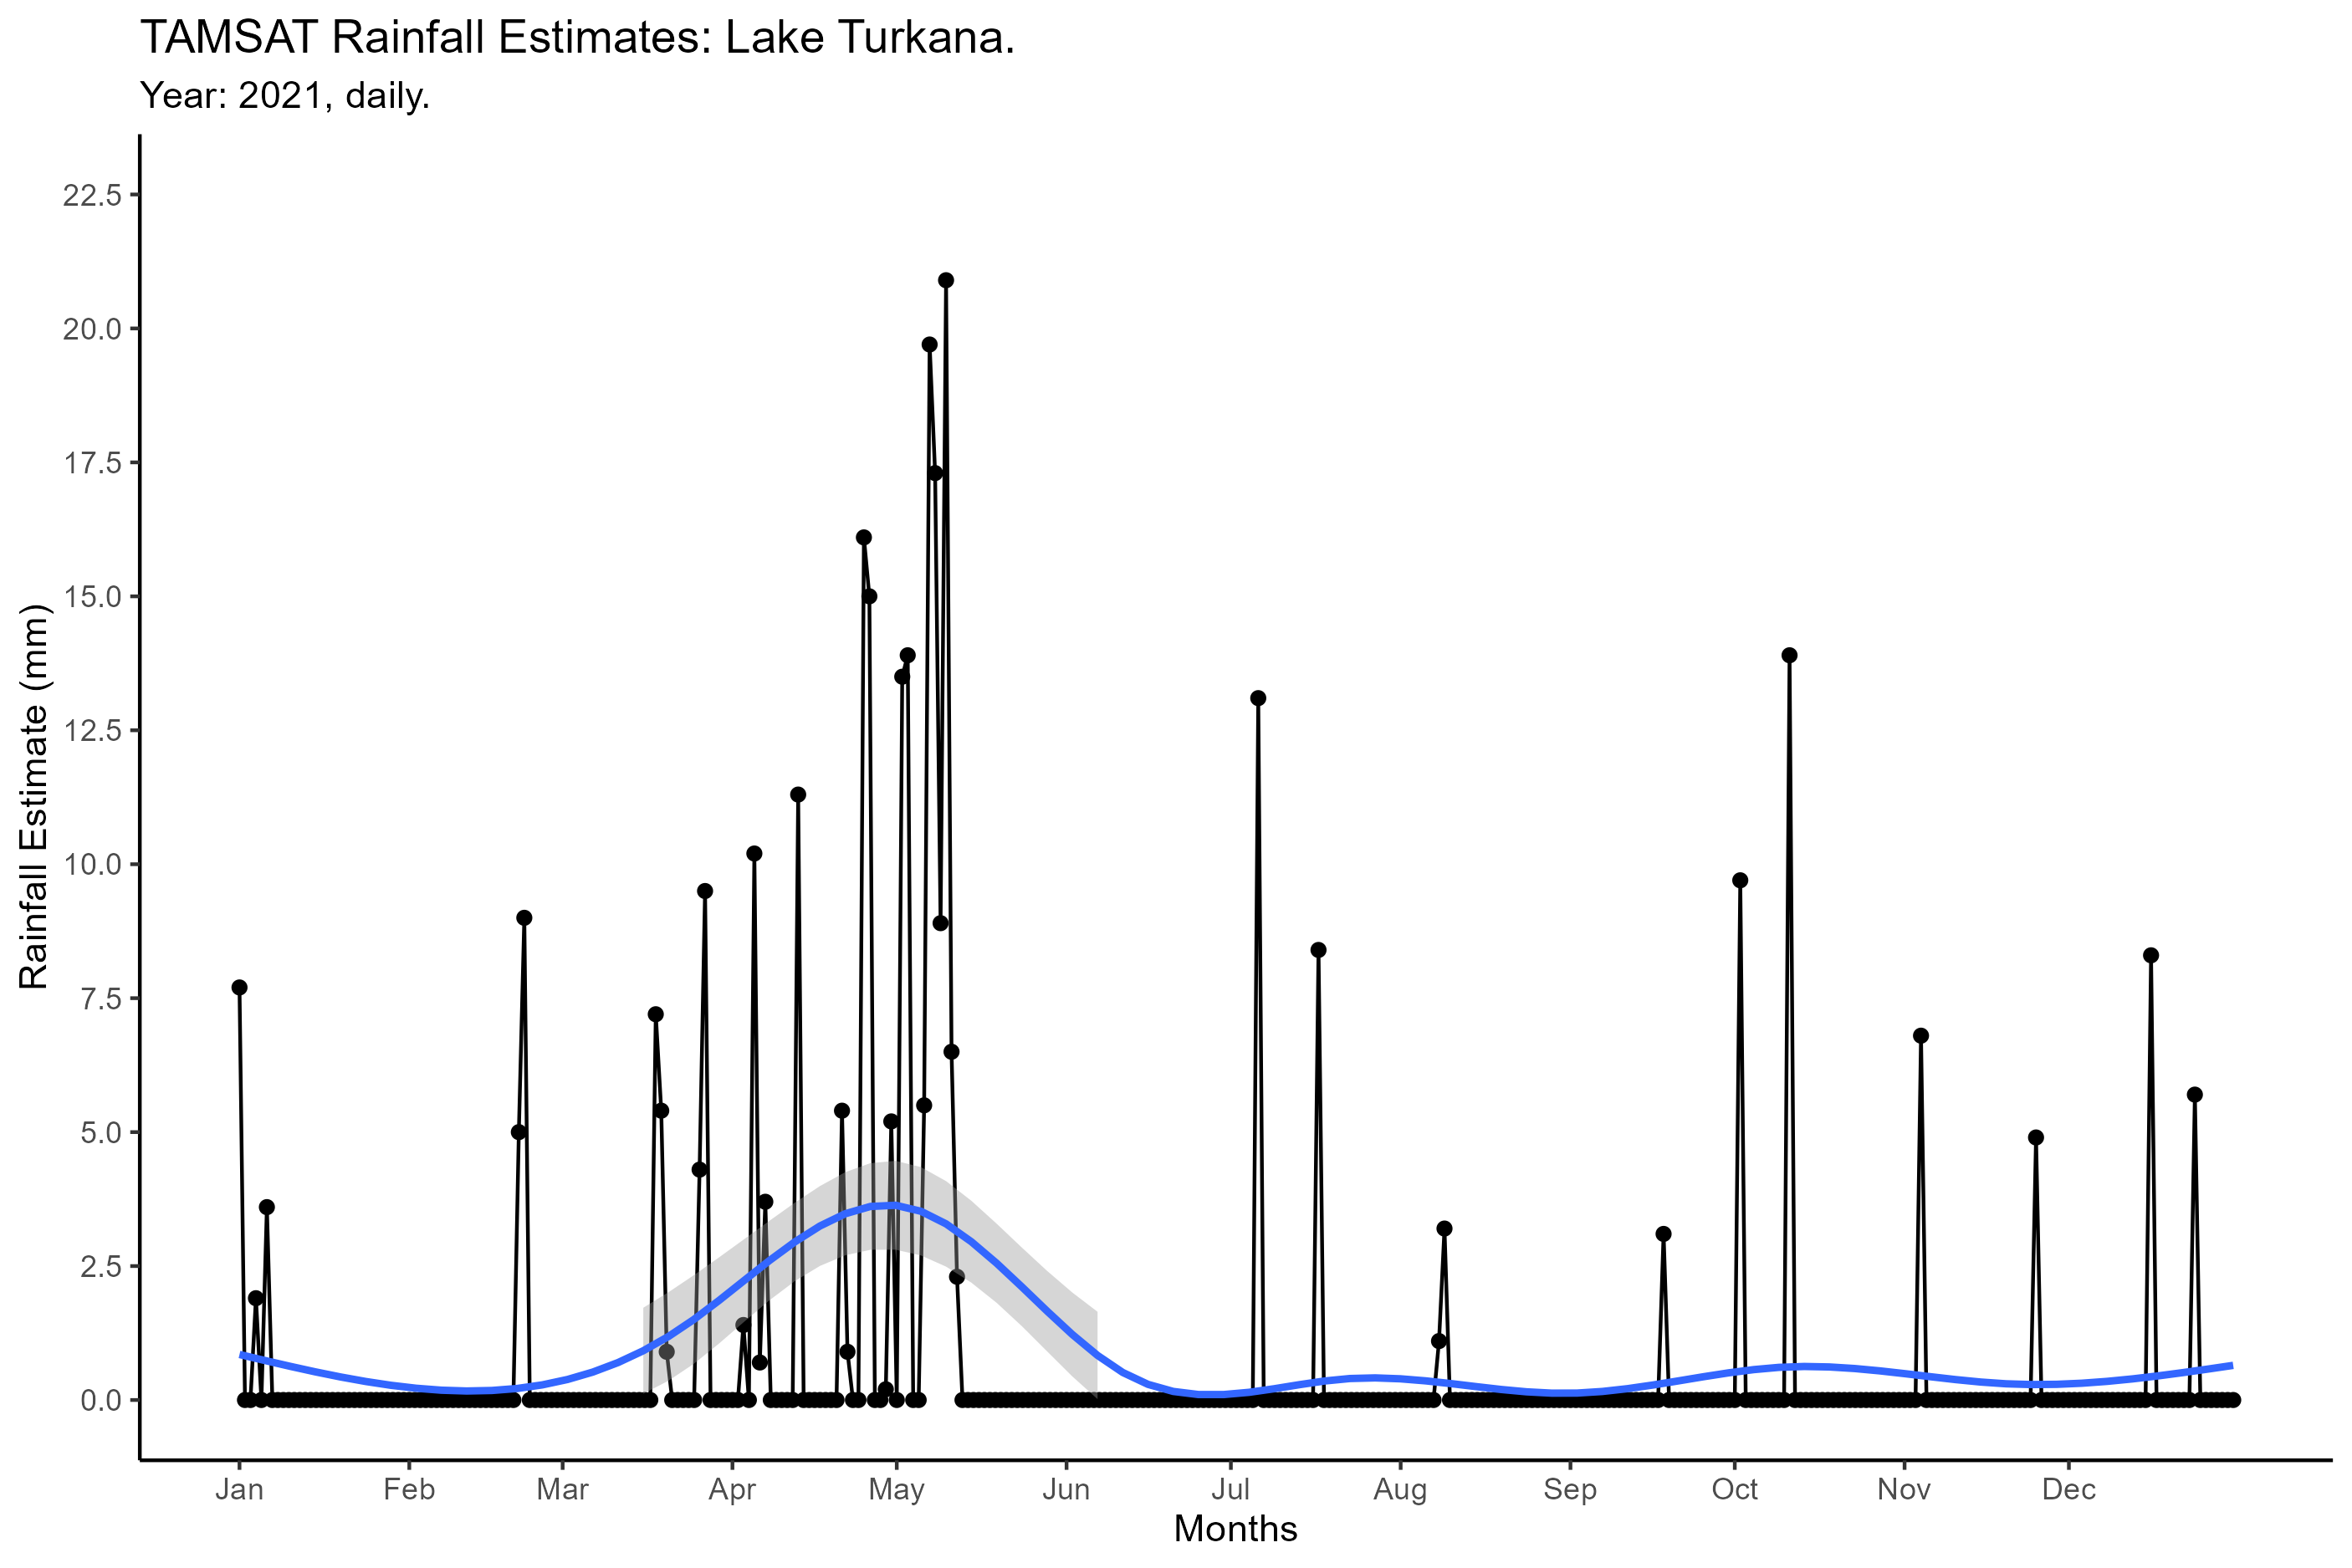 TAMSAT Rainfall Estimates: Lake Turkana.
Year: 2021, daily.
Rainfall Estimate (mm)
22.5
20.0
17.5
15.0
12.5
10.0
7.5
5.0
2.5
0.0
Jan Feb Mar Apr May Jun Jul Aug Sep Oct Nov Dec
Months